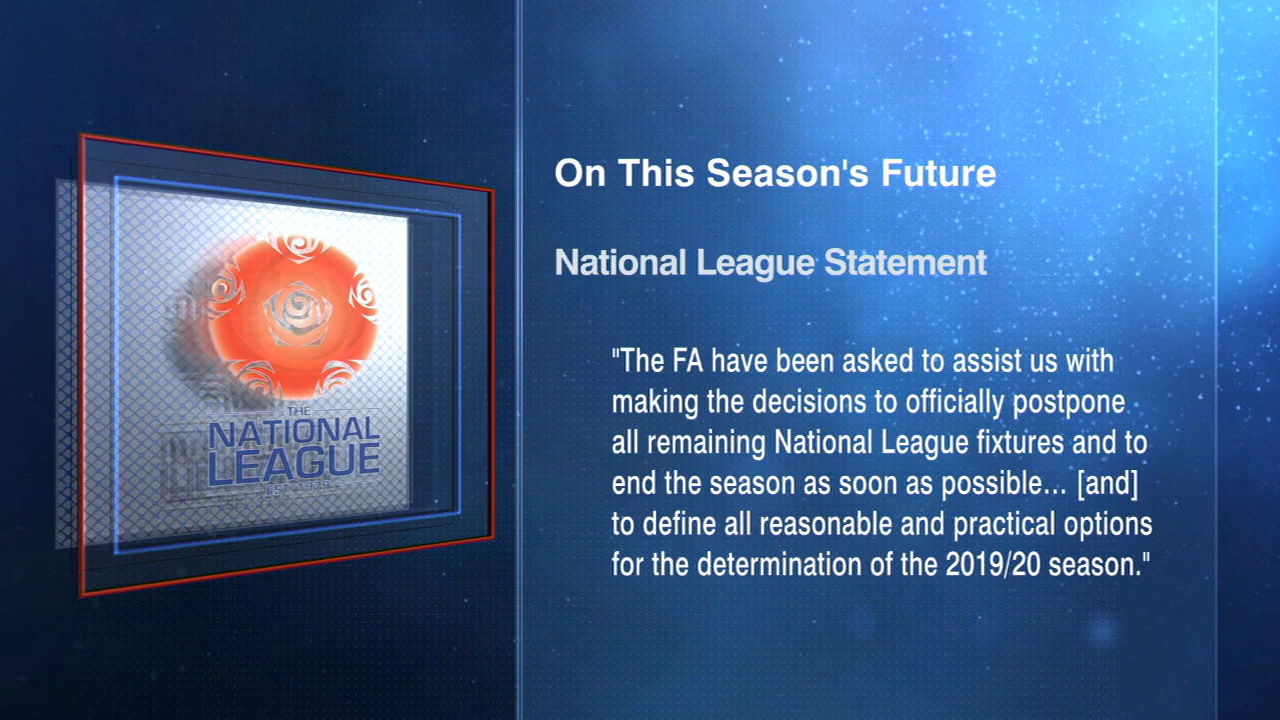 On This Season's Future
National League Statement
"The FA have been asked to assist us with
making the decisions to officially postpone
all remaining National League fixtures and to
end the season as soon as possible... [and]
to define all reasonable and practical options
for the determination of the 2019/20 season."
THE
NATIONAL
LEAGUE
EST. 1979